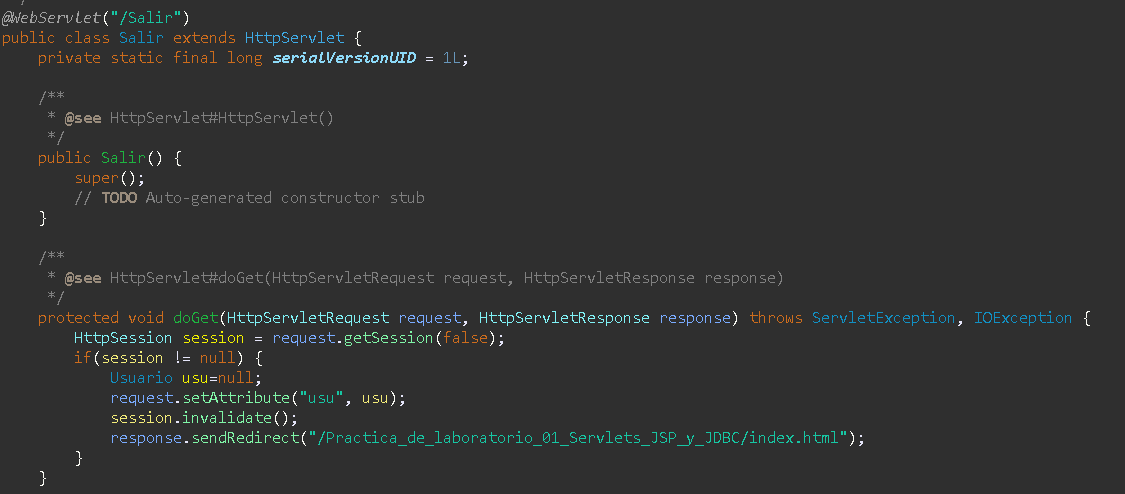 */
@WebServlet("/Salir")
public class Salir extends HttpServlet {
    private static final long serialVersionUID = 1L;

    /**
     * @see HttpServlet#HttpServlet()
     */
    public Salir() {
        super();
        // TODO Auto-generated constructor stub
    }

    /**
     * @see HttpServlet#doGet(HttpServletRequest request, HttpServletResponse response)
     */
    protected void doGet(HttpServletRequest request, HttpServletResponse response) throws ServletException, IOException {
        HttpSession session = request.getSession(false);
        if(session != null) {
            Usuario usu=null;
            request.setAttribute("usu", usu);
            session.invalidate();
            response.sendRedirect("/Practica_de_laboratorio_01_Servlets_JSP_y_JDBC/index.html");
        }
    }